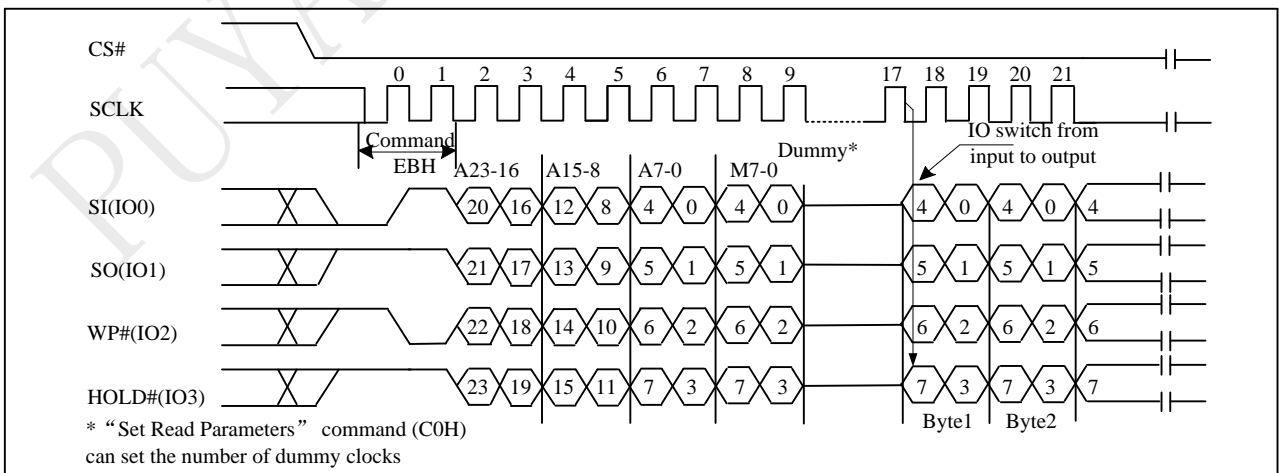 PUYA
CS#
0 1 2 3 4 5 6 7 8 9 17 18 19 20 21
SCLK
Command
EBH
IO switch from
input to output
Dummy*
A23-16 A15-8 A7-0 M7-0
SI(IO0) 20 16 12 8 4 0 4 0 4 0 4 0 4
SO(IO1) 21 17 13 9 5 1 5 1 5 1 5 1 5
WP#(IO2) 22 18 14 10 6 2 6 2 6 2 6 2 6
HOLD#(IO3) 23 19 15 11 7 3 7 3 7 3 7 3 7
Byte1 Byte2
* “Set Read Parameters” command (C0H)
can set the number of dummy clocks